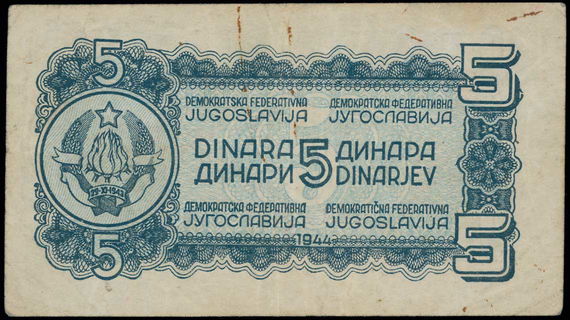 5 5
DEMOKRATSKA FEDERATIVNA ДЕМОКРАТСКА ФЕДЕРАТИВНА
JUGOSLAVIJA ЈУГОСЛАВИЈА
DINARA 5 ДИНАРА
ДИНАРИ DINARJEV
29·XI·1943
ДЕМОКРАТСКА ФЕДЕРАТИВНА DEMOKRATIČNA FEDERATIVNA
ЈУГОСЛАВИЈА JUGOSLAVIJA
1944
5 5